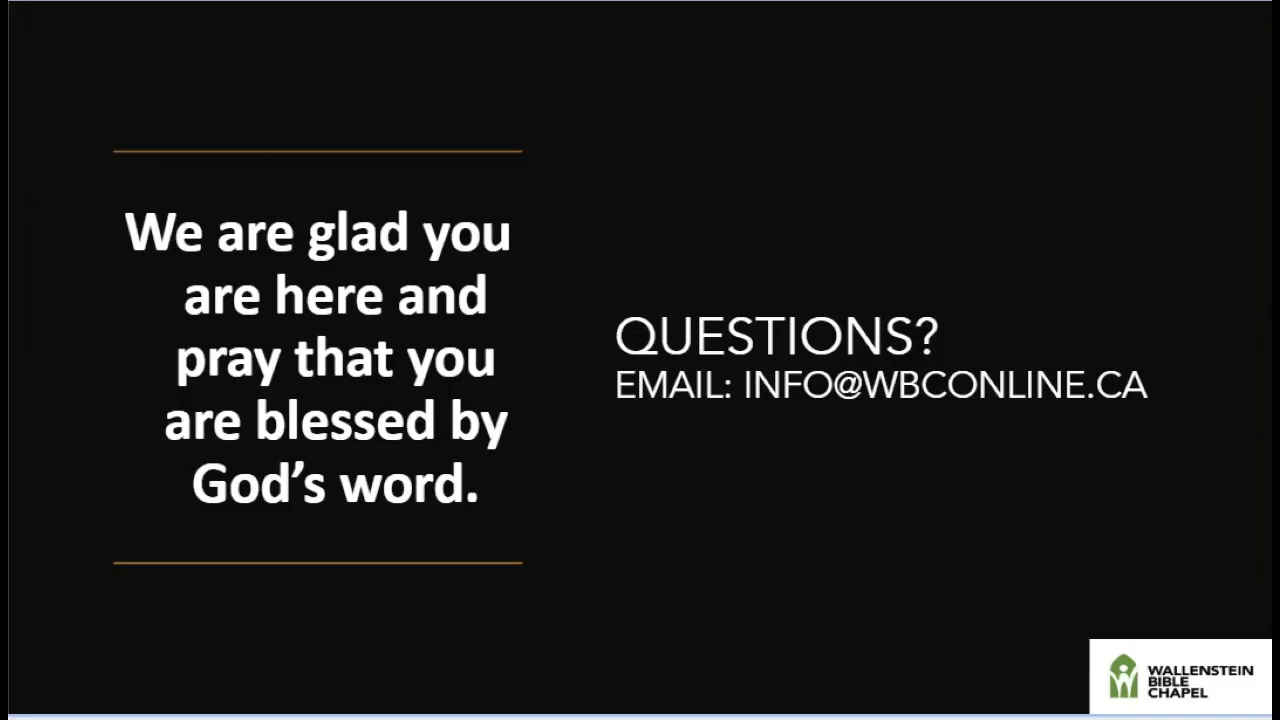 We are glad you
are here and
pray that you
are blessed by
God’s word.
QUESTIONS?
EMAIL: INFO@WBCONLINE.CA
WALLENSTEIN
BIBLE
CHAPEL